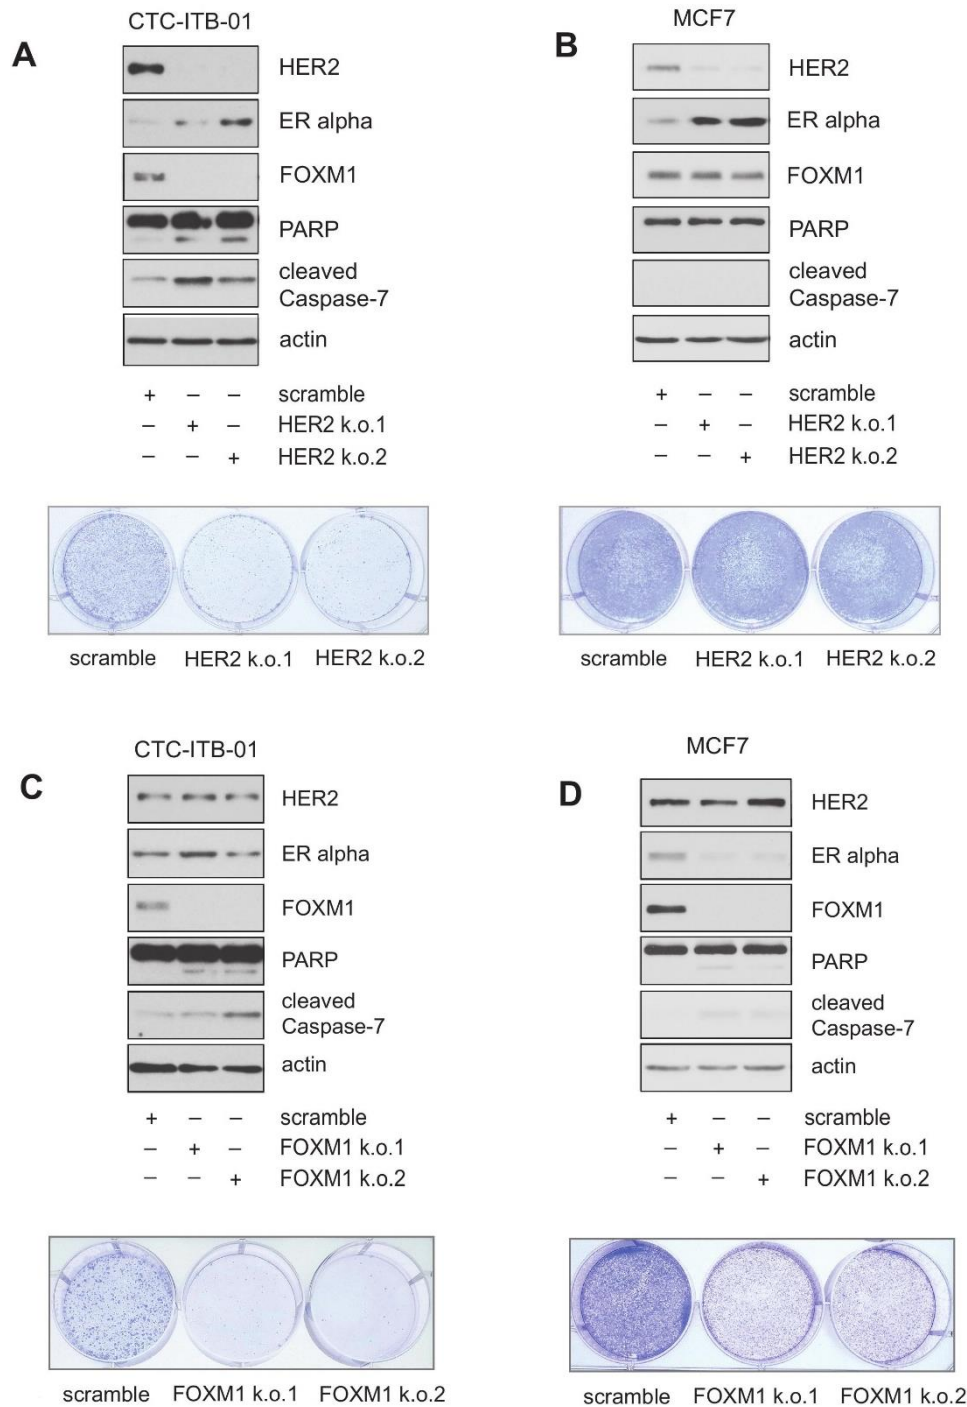 CTC-ITB-01
A
HER2
ER alpha
FOXM1
PARP
cleaved
Caspase-7
actin
+ – – scramble
– + – HER2 k.o.1
– – + HER2 k.o.2
scramble HER2 k.o.1 HER2 k.o.2
MCF7
B
HER2
ER alpha
FOXM1
PARP
cleaved
Caspase-7
actin
+ – – scramble
– + – HER2 k.o.1
– – + HER2 k.o.2
scramble HER2 k.o.1 HER2 k.o.2
CTC-ITB-01
C
HER2
ER alpha
FOXM1
PARP
cleaved
Caspase-7
actin
+ – – scramble
– + – FOXM1 k.o.1
– – + FOXM1 k.o.2
scramble FOXM1 k.o.1 FOXM1 k.o.2
MCF7
D
HER2
ER alpha
FOXM1
PARP
cleaved
Caspase-7
actin
+ – – scramble
– + – FOXM1 k.o.1
– – + FOXM1 k.o.2
scramble FOXM1 k.o.1 FOXM1 k.o.2